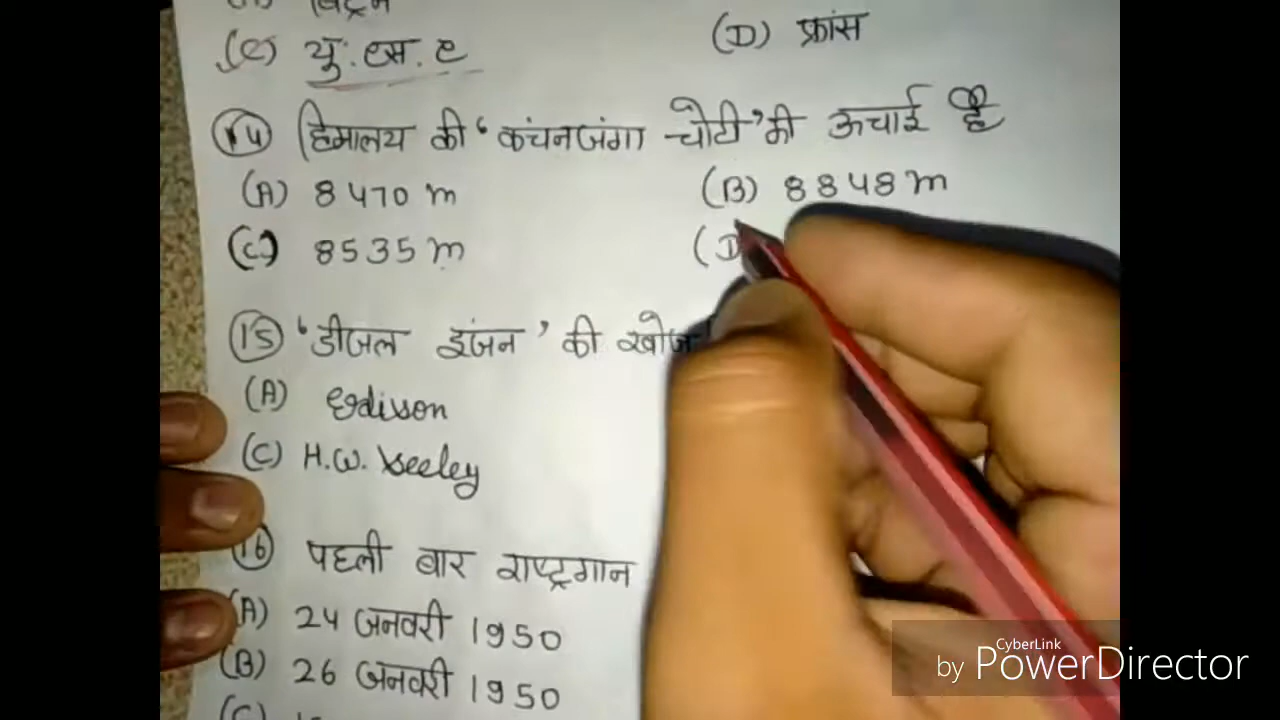 (C) यु. एस. ए (D) फ्रांस
14 हिमालय की 'कंचनजंगा चोटी' की ऊचाई है
(A) 8470 m (B) 8848 m
(C) 8535 m (D
15 'डीजल इंजन' की खोज
(A) Edison
(C) H.W. Seeley
16 पहली बार राष्ट्रगान
(A) 24 जनवरी 1950
(B) 26 जनवरी 1950
(C)
CyberLink
by PowerDirector